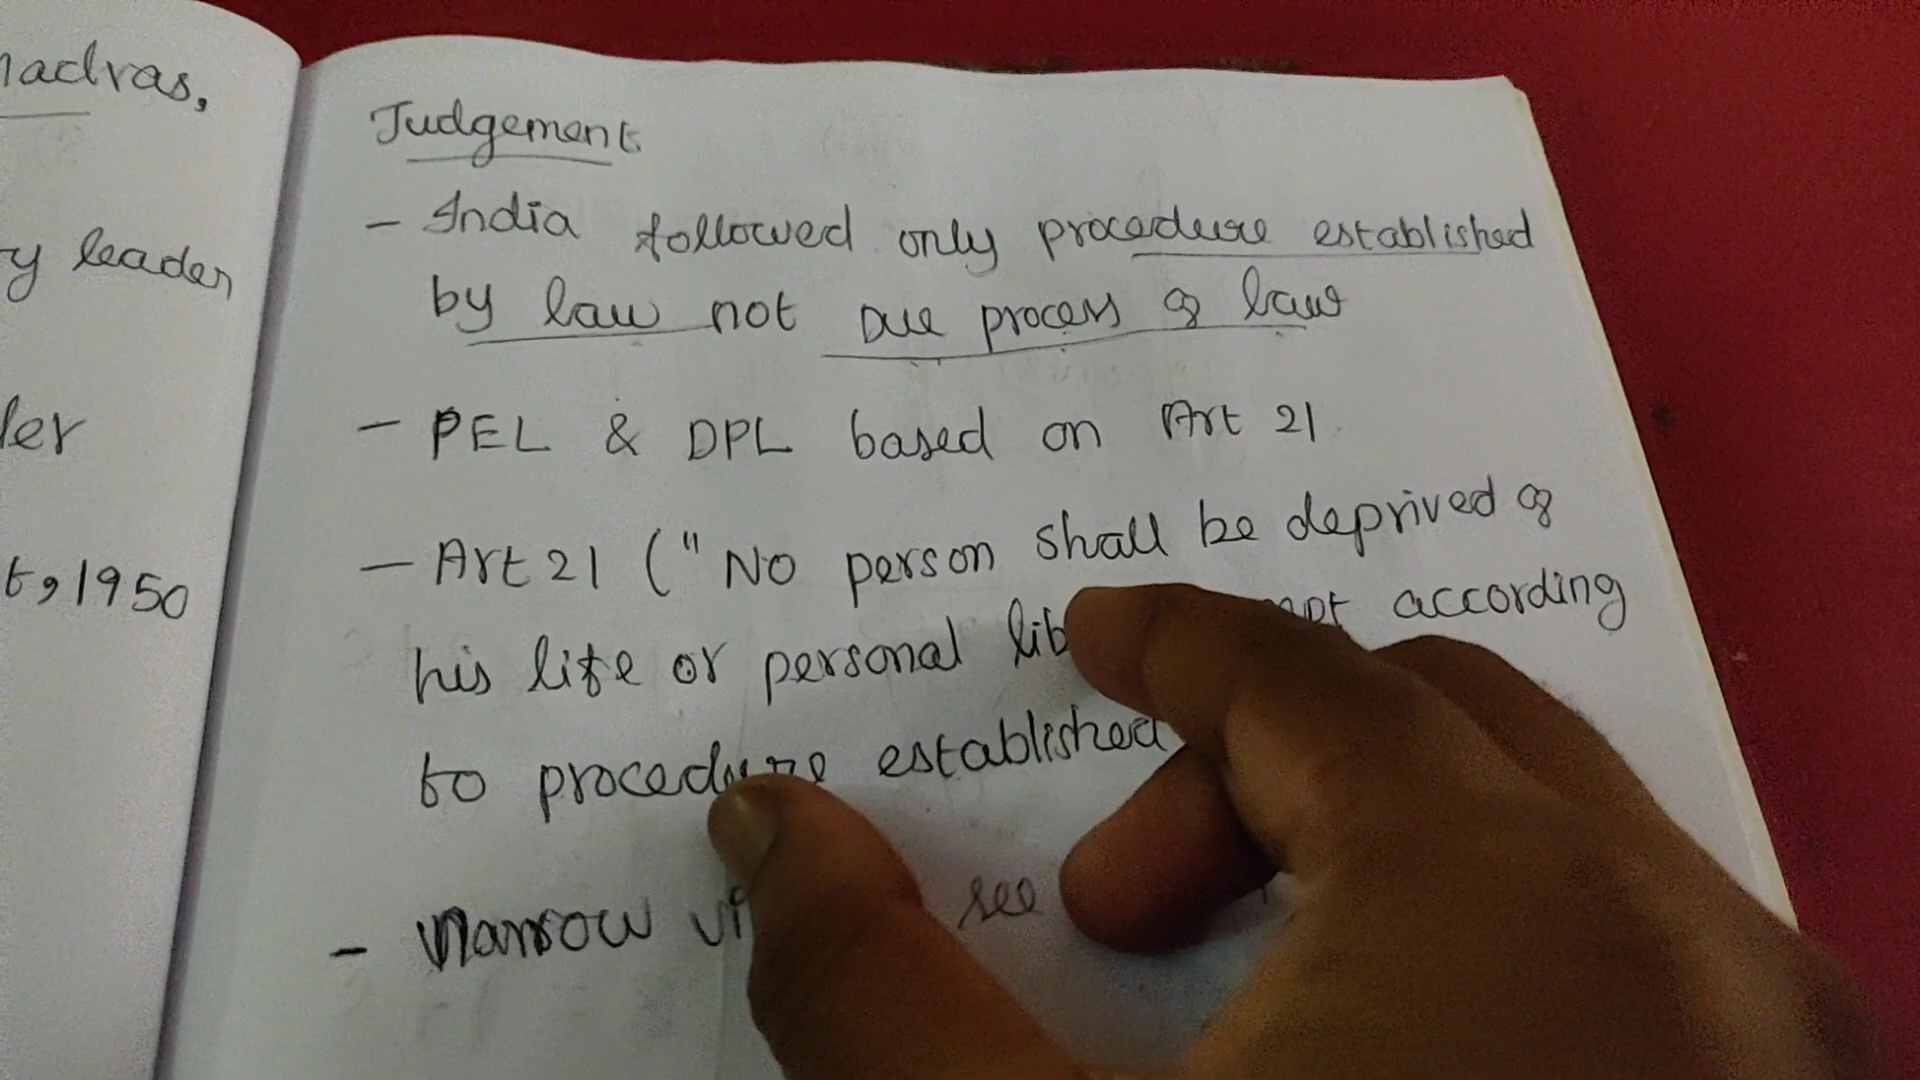 Madras,
y leader
ler
t, 1950
Judgement
- India followed only procedure established
by law not Due process of law
- PEL & DPL based on Art 21
- Art 21 ("No person shall be deprived of
his life or personal according
to procedure established
- Narrow see